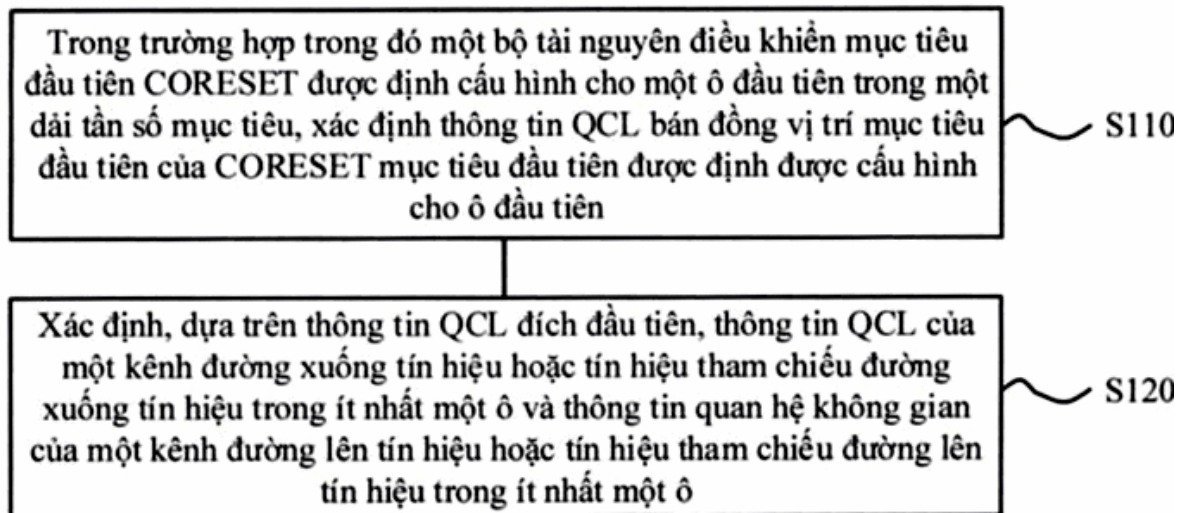 Trong trường hợp trong đó một bộ tài nguyên điều khiển mục tiêu
đầu tiên CORESET được định cấu hình cho một ô đầu tiên trong một
dải tần số mục tiêu, xác định thông tin QCL bán đồng vị trí mục tiêu
đầu tiên của CORESET mục tiêu đầu tiên được định được cấu hình
cho ô đầu tiên
S110
Xác định, dựa trên thông tin QCL đích đầu tiên, thông tin QCL của
một kênh đường xuống tín hiệu hoặc tín hiệu tham chiếu đường
xuống tín hiệu trong ít nhất một ô và thông tin quan hệ không gian
của một kênh đường lên tín hiệu hoặc tín hiệu tham chiếu đường lên
tín hiệu trong ít nhất một ô
S120